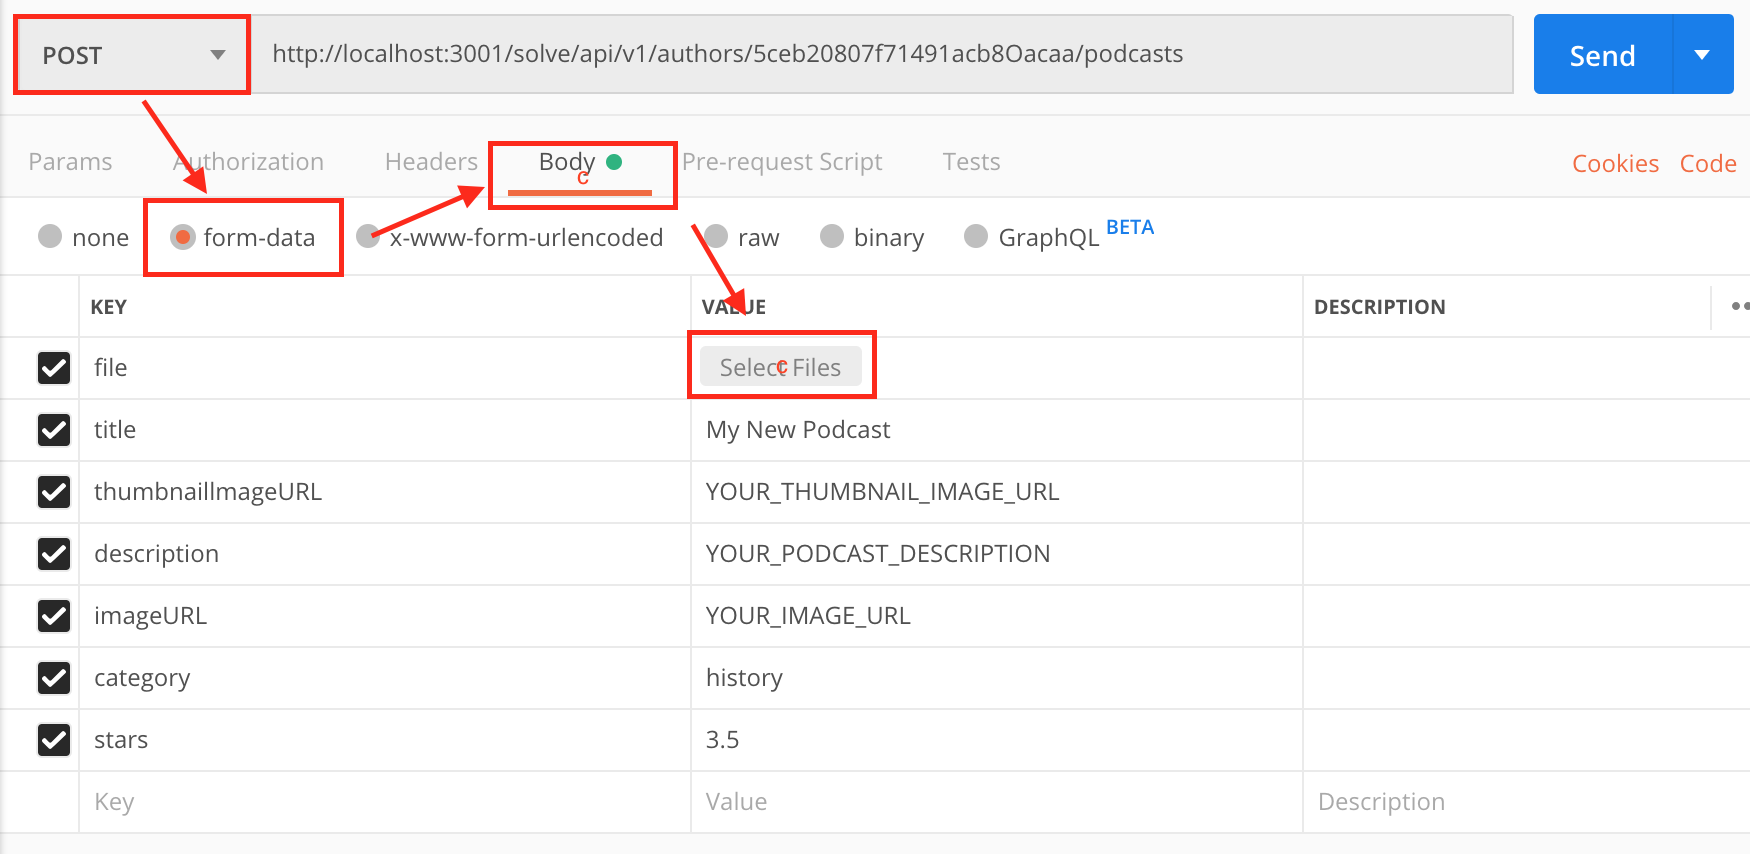 POST http://localhost:3001/solve/api/v1/authors/5ceb20807f71491acb8Oacaa/podcasts Send
Params Authorization Headers Body Pre-request Script Tests Cookies Code
c
none form-data x-www-form-urlencoded raw binary GraphQL BETA
KEY VALUE DESCRIPTION
file Select Files
c
title My New Podcast
thumbnaillmageURL YOUR_THUMBNAIL_IMAGE_URL
description YOUR_PODCAST_DESCRIPTION
imageURL YOUR_IMAGE_URL
category history
stars 3.5
Key Value Description